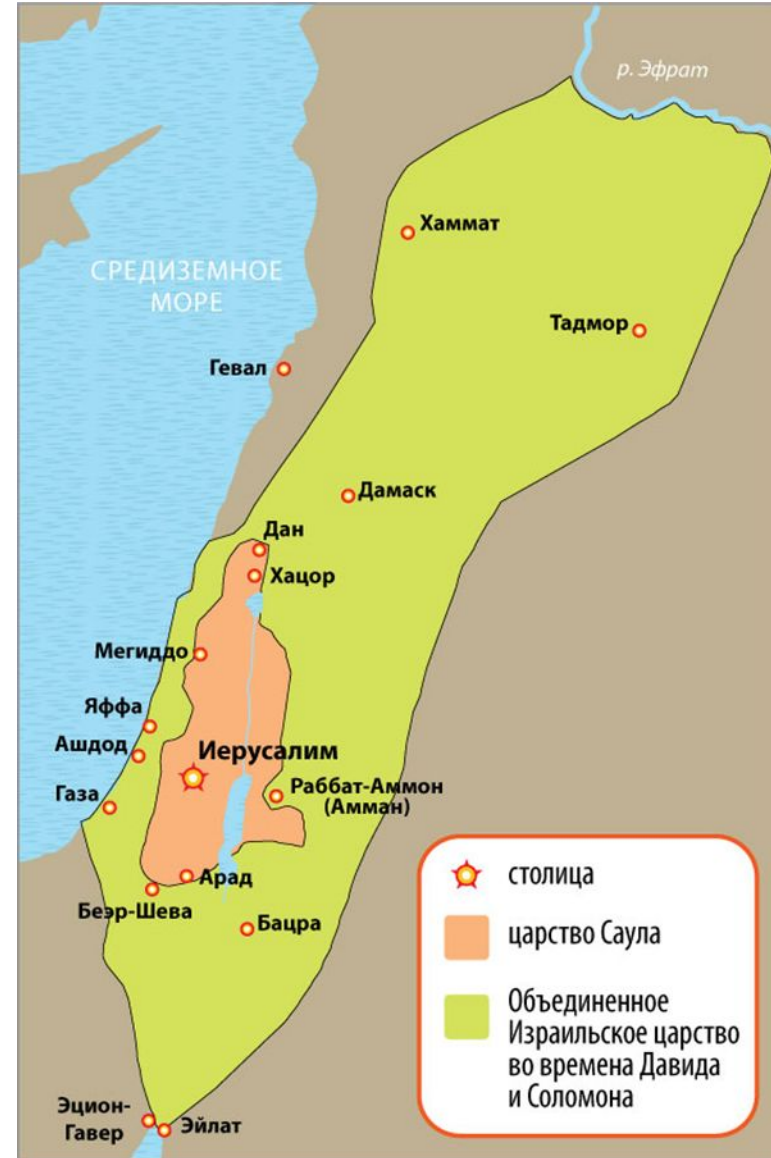 р. Эфрат
Хаммат
СРЕДИЗЕМНОЕ
МОРЕ
Тадмор
Гевал
Дамаск
Дан
Хацор
Мегиддо
Яффа
Ашдод
Иерусалим
Газа
Раббат-Аммон
(Амман)
Арад
Беэр-Шева
Бацра
Эцион-
Гавер
Эйлат
столица
царство Саула
Объединенное
Израильское царство
во времена Давида
и Соломона